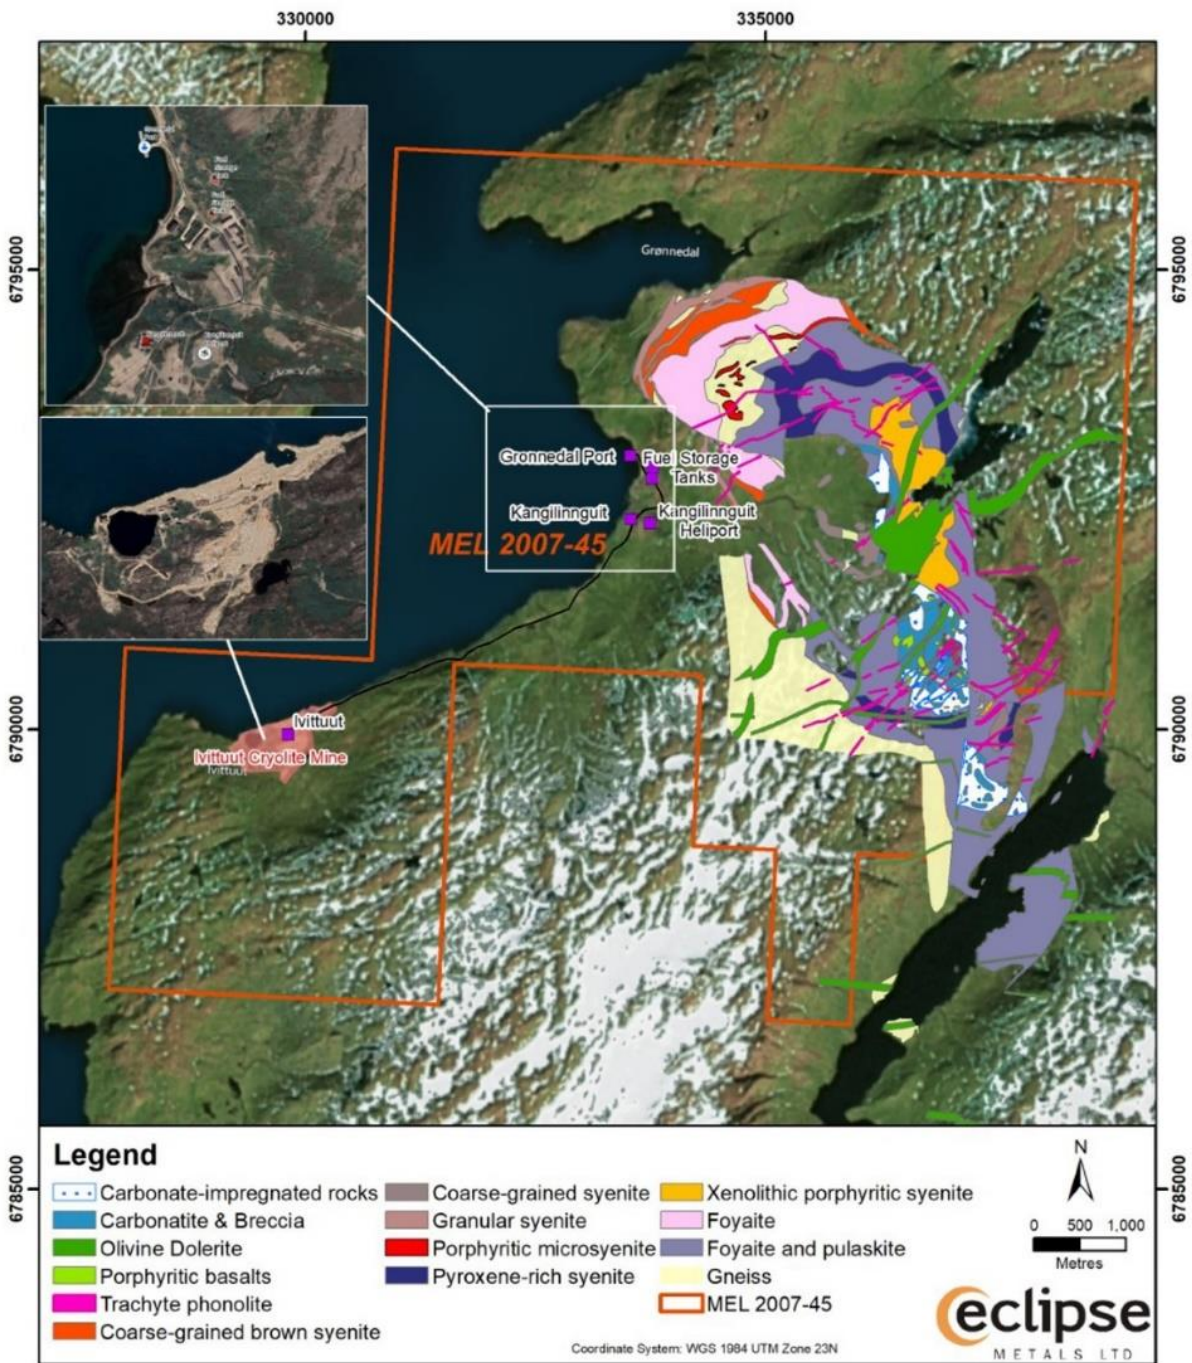 330000
335000
6795000
6795000
Grønnedal
Gronnedal Port
Fuel Storage
Tanks
Kangilinnguit
Kangilinnguit
Heliport
MEL 2007-45
6790000
6790000
Ivittuut
Ivittuut Cryolite Mine
Ivittuut
6785000
6785000
Legend
Carbonate-impregnated rocks
Carbonatite & Breccia
Olivine Dolerite
Porphyritic basalts
Trachyte phonolite
Coarse-grained brown syenite
Coarse-grained syenite
Granular syenite
Porphyritic microsyenite
Pyroxene-rich syenite
Xenolithic porphyritic syenite
Foyaite
Foyaite and pulaskite
Gneiss
MEL 2007-45
N
0 500 1,000
Metres
Coordinate System: WGS 1984 UTM Zone 23N
eclipse
METALS LTD